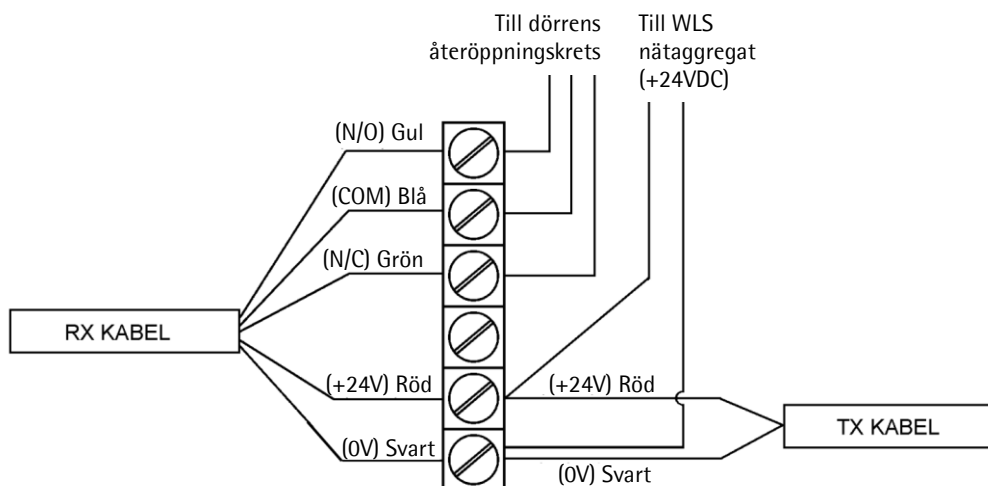 Till dörrens
återöppningskrets
Till WLS
nätaggregat
(+24VDC)
(N/O) Gul
(COM) Blå
(N/C) Grön
RX KABEL
(+24V) Röd
(+24V) Röd
TX KABEL
(0V) Svart
(0V) Svart